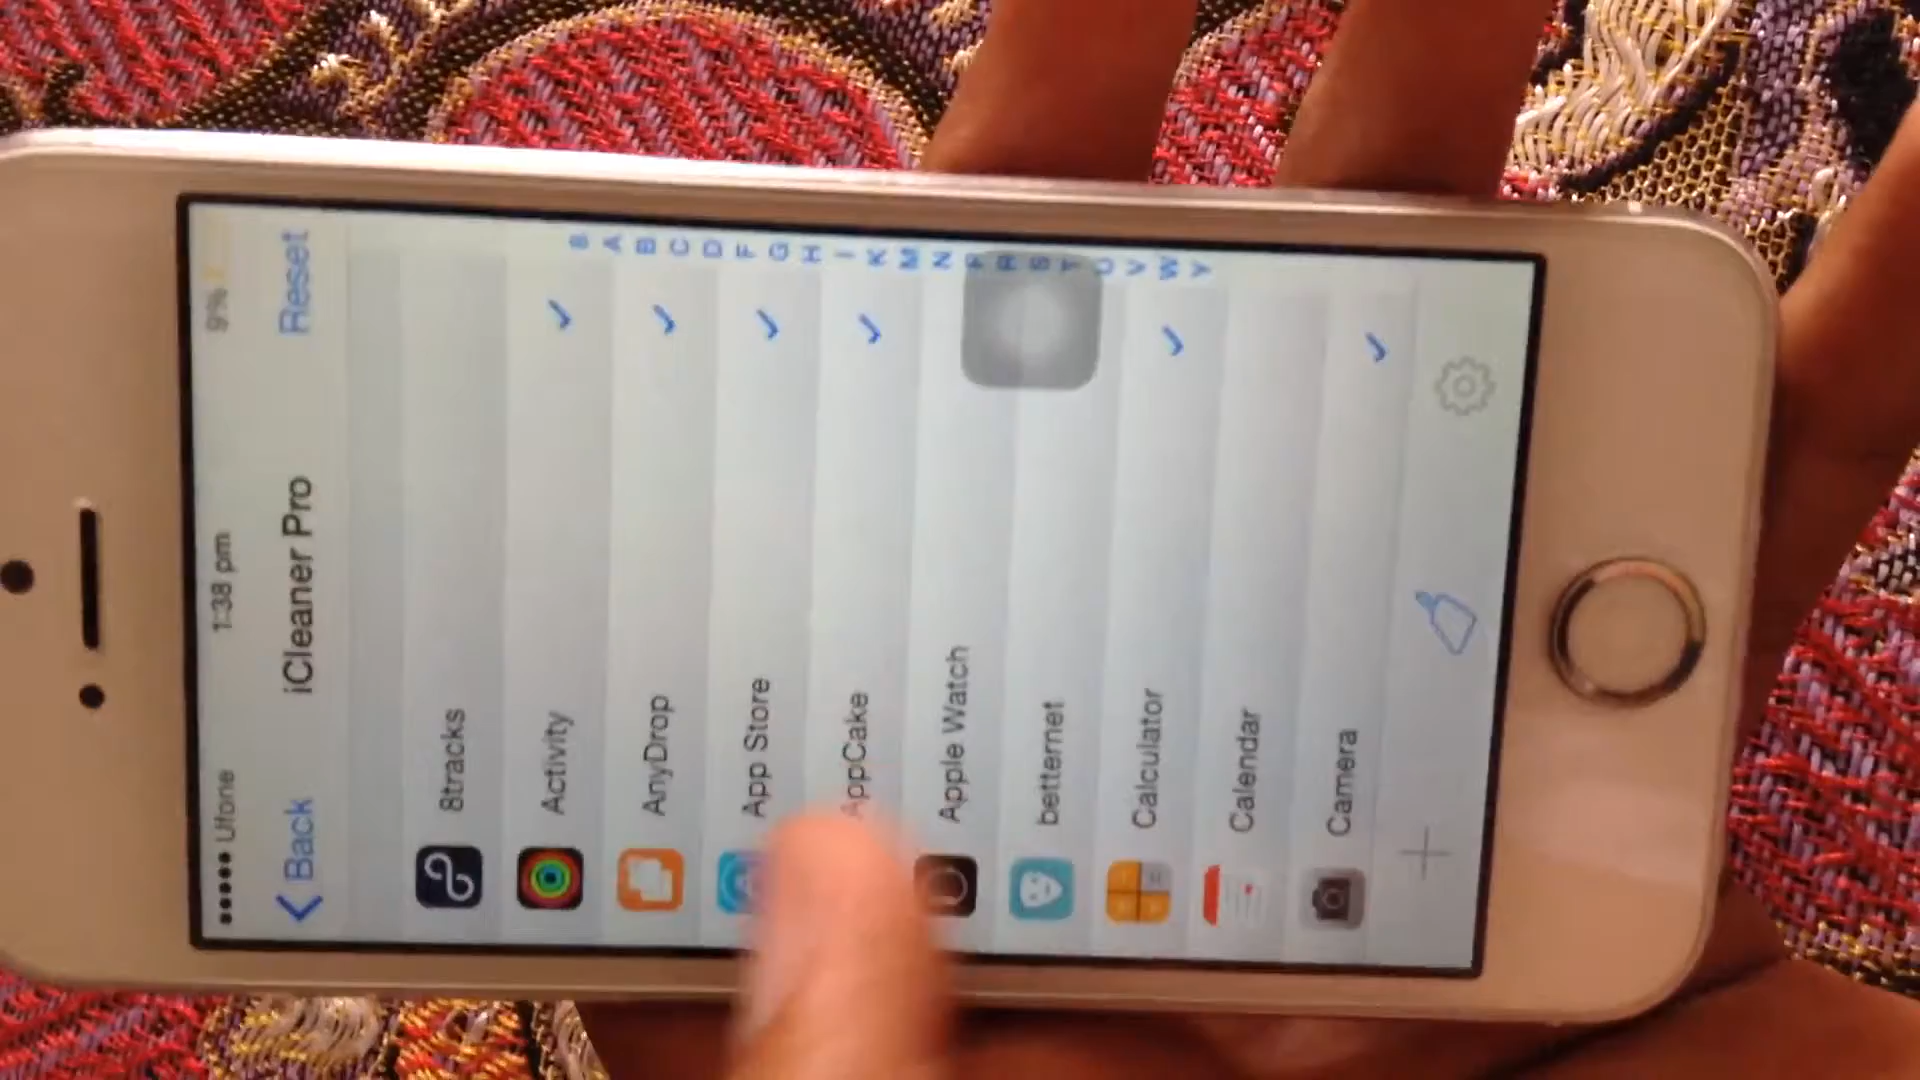 Ufone 1:38 pm 9%
Back iCleaner Pro Reset
8tracks
Activity
AnyDrop
App Store
AppCake
Apple Watch
betternet
Calculator
Calendar
Camera
8
A
B
C
D
F
G
H
I
K
M
N
P
R
S
T
U
V
W
Y